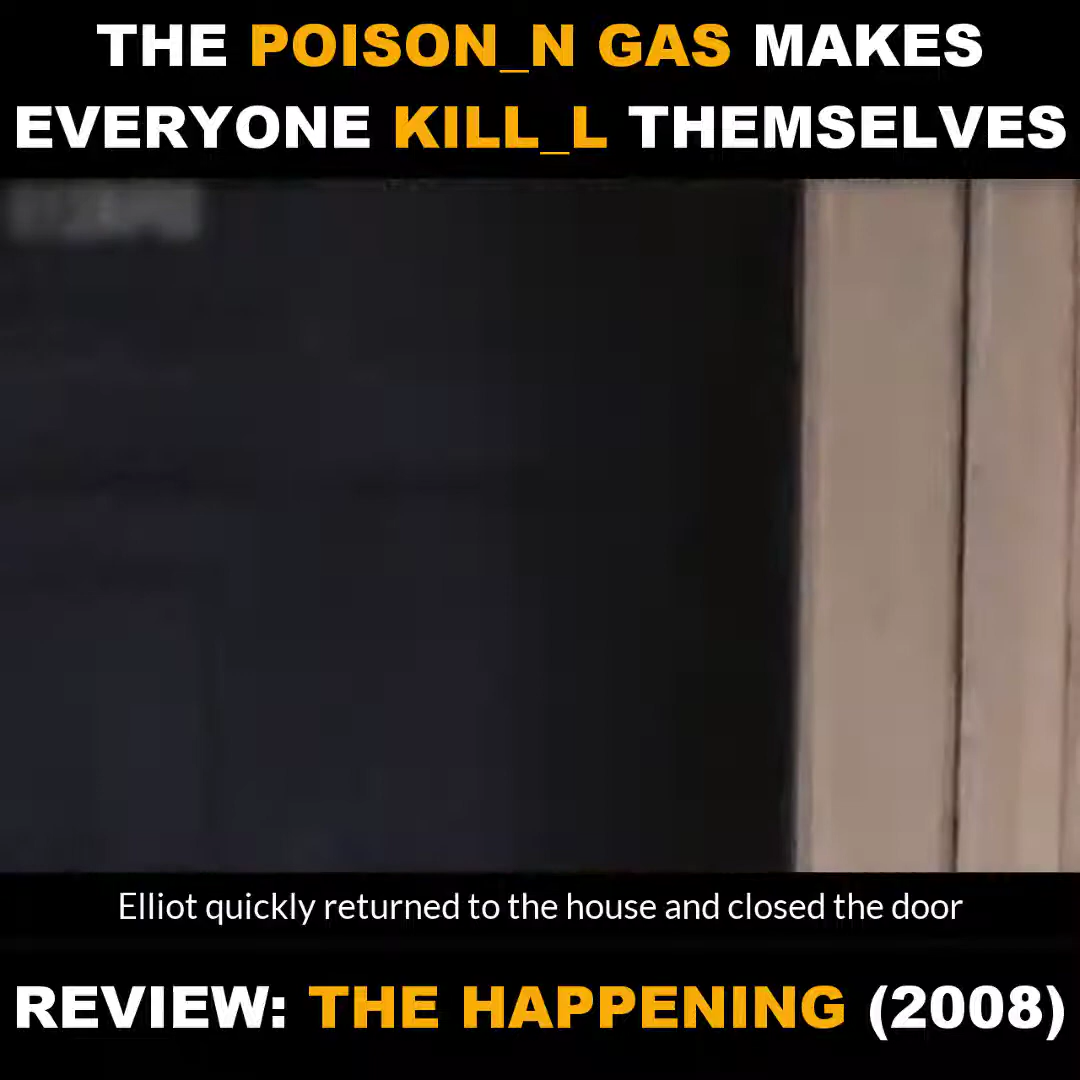 THE POISON_N GAS MAKES
EVERYONE KILL_L THEMSELVES
Elliot quickly returned to the house and closed the door
REVIEW: THE HAPPENING (2008)